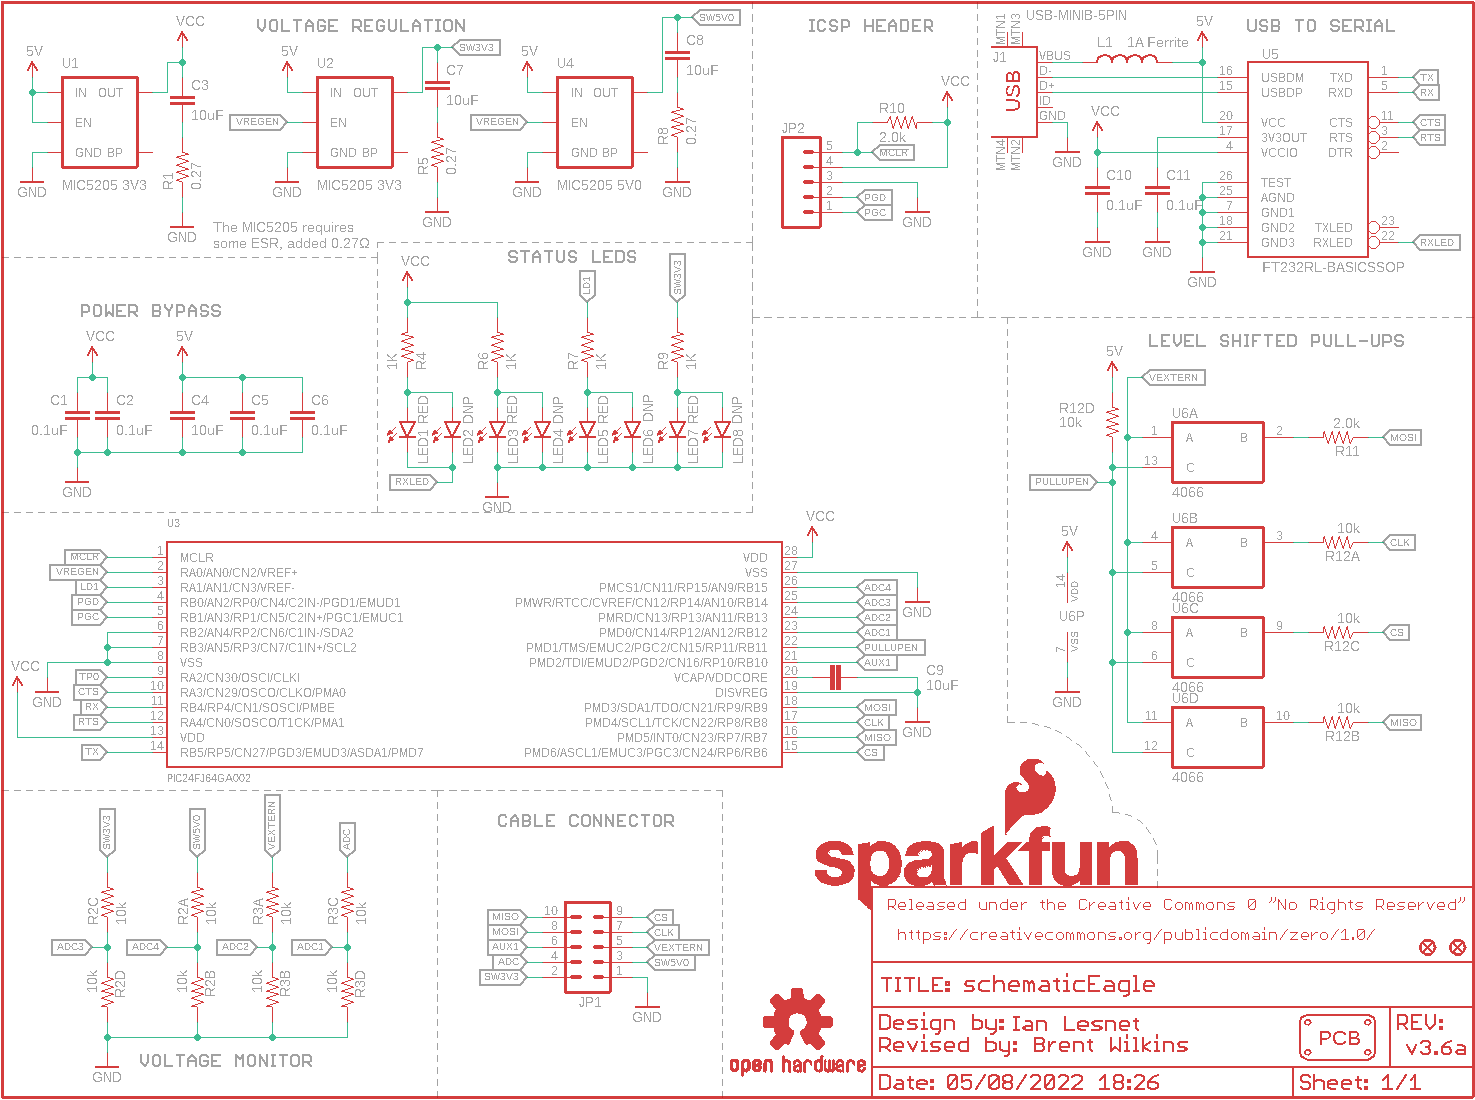 VOLTAGE REGULATION
VCC
5V
U1
IN OUT
EN
GND BP
MIC5205 3V3
GND
C3
10uF
R1
0.27
GND
5V
U2
IN OUT
EN
GND BP
MIC5205 3V3
VREGEN
GND
SW3V3
C7
10uF
R5
0.27
GND
5V
U4
IN OUT
EN
GND BP
MIC5205 5V0
VREGEN
GND
SW5V0
C8
10uF
R8
0.27
GND
The MIC5205 requires
some ESR, added 0.27Ω
ICSP HEADER
VCC
R10
2.0k
JP2
MCLR
5
4
3
2
1
PGD
PGC
GND
USB TO SERIAL
USB-MINIB-5PIN
MTN1
MTN3
J1
USB
VBUS
D-
D+
ID
GND
MTN4
MTN2
GND
L1 1A Ferrite
5V
U5
16 USBDM TXD 1 TX
15 USBDP RXD 5 RX
20 VCC CTS 11 CTS
17 3V3OUT RTS 3 RTS
4 VCCIO DTR 2
26 TEST
25 AGND
7 GND1
18 GND2 TXLED 23
21 GND3 RXLED 22 RXLED
FT232RL-BASICSSOP
VCC
C10
0.1uF
GND
C11
0.1uF
GND
GND
POWER BYPASS
VCC
5V
C1
0.1uF
C2
0.1uF
C4
10uF
C5
0.1uF
C6
0.1uF
GND
STATUS LEDS
VCC
LD1
SW3V3
1K
R4
R6
1K
R7
1K
R9
1K
LED1 RED
LED2 DNP
LED3 RED
LED4 DNP
LED5 RED
LED6 DNP
LED7 RED
LED8 DNP
RXLED
GND
LEVEL SHIFTED PULL-UPS
5V
VEXTERN
R12D
10k
PULLUPEN
U6A
1 A B 2
13 C
4066
2.0k
R11
MOSI
U6B
4 A B 3
5 C
4066
10k
R12A
CLK
U6C
8 A B 9
6 C
4066
10k
R12C
CS
U6D
11 A B 10
12 C
4066
10k
R12B
MISO
5V
14
VDD
U6P
7
VSS
GND
U3
MCLR 1 MCLR
VREGEN 2 RA0/AN0/CN2/VREF+
LD1 3 RA1/AN1/CN3/VREF-
PGD 4 RB0/AN2/RP0/CN4/C2IN-/PGD1/EMUD1
PGC 5 RB1/AN3/RP1/CN5/C2IN+/PGC1/EMUC1
6 RB2/AN4/RP2/CN6/C1IN-/SDA2
7 RB3/AN5/RP3/CN7/C1IN+/SCL2
8 VSS
TP0 9 RA2/CN30/OSCI/CLKI
CTS 10 RA3/CN29/OSCO/CLKO/PMA0
RX 11 RB4/RP4/CN1/SOSCI/PMBE
RTS 12 RA4/CN0/SOSCO/T1CK/PMA1
13 VDD
TX 14 RB5/RP5/CN27/PGD3/EMUD3/ASDA1/PMD7
VCC
GND
VDD 28
VSS 27
PMCS1/CN11/RP15/AN9/RB15 26 ADC4
PMWR/RTCC/CVREF/CN12/RP14/AN10/RB14 25 ADC3
PMRD/CN13/RP13/AN11/RB13 24 ADC2
PMD0/CN14/RP12/AN12/RB12 23 ADC1
PMD1/TMS/EMUC2/PGC2/CN15/RP11/RB11 22 PULLUPEN
PMD2/TDI/EMUD2/PGD2/CN16/RP10/RB10 21 AUX1
VCAP/VDDCORE 20
DISVREG 19
PMD3/SDA1/TDO/CN21/RP9/RB9 18 MOSI
PMD4/SCL1/TCK/CN22/RP8/RB8 17 CLK
PMD5/INT0/CN23/RP7/RB7 16 MISO
PMD6/ASCL1/EMUC3/PGC3/CN24/RP6/RB6 15 CS
VCC
GND
C9
10uF
GND
PIC24FJ64GA002
SW3V3
SW5V0
VEXTERN
ADC
R2C
10k
R2A
10k
R3A
10k
R3C
10k
ADC3
ADC4
ADC2
ADC1
10k
R2D
10k
R2B
10k
R3B
10k
R3D
GND
VOLTAGE MONITOR
CABLE CONNECTOR
MISO 10 9 CS
MOSI 8 7 CLK
AUX1 6 5 VEXTERN
ADC 4 3 SW5V0
SW3V3 2 1
JP1
GND
sparkfun
open hardware
Released under the Creative Commons 0 "No Rights Reserved"
https://creativecommons.org/publicdomain/zero/1.0/
TITLE: schematicEagle
Design by: Ian Lesnet
Revised by: Brent Wilkins
PCB
REV:
v3.6a
Date: 05/08/2022 18:26
Sheet: 1/1